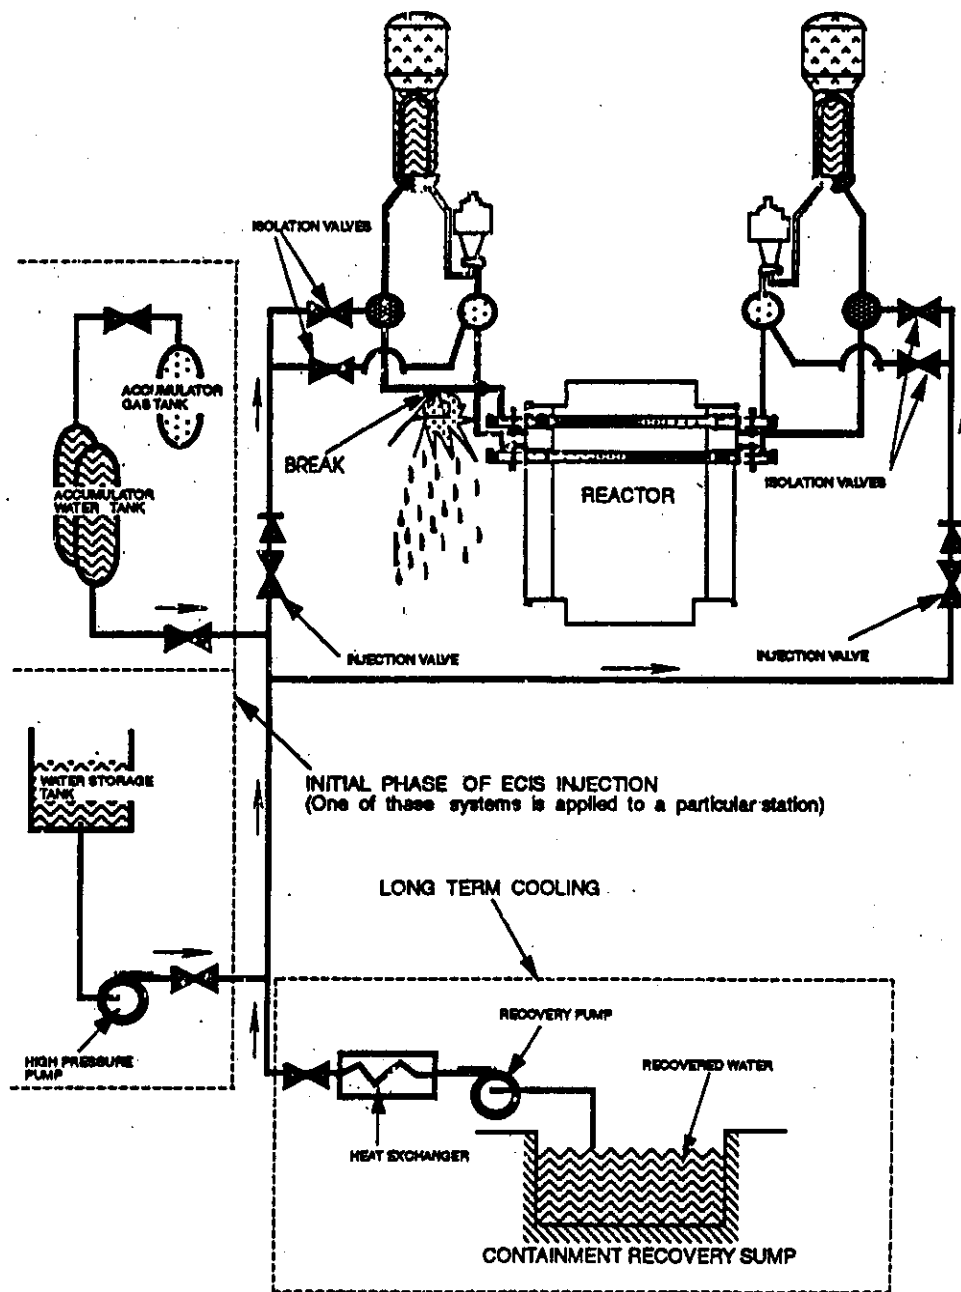 ISOLATION VALVES
ACCUMULATOR
GAS TANK
BREAK
ACCUMULATOR
WATER TANK
REACTOR
ISOLATION VALVES
INJECTION VALVE
INJECTION VALVE
WATER STORAGE
TANK
INITIAL PHASE OF ECIS INJECTION
(One of these systems is applied to a particular station)
LONG TERM COOLING
HIGH PRESSURE
PUMP
RECOVERY PUMP
RECOVERED WATER
HEAT EXCHANGER
CONTAINMENT RECOVERY SUMP